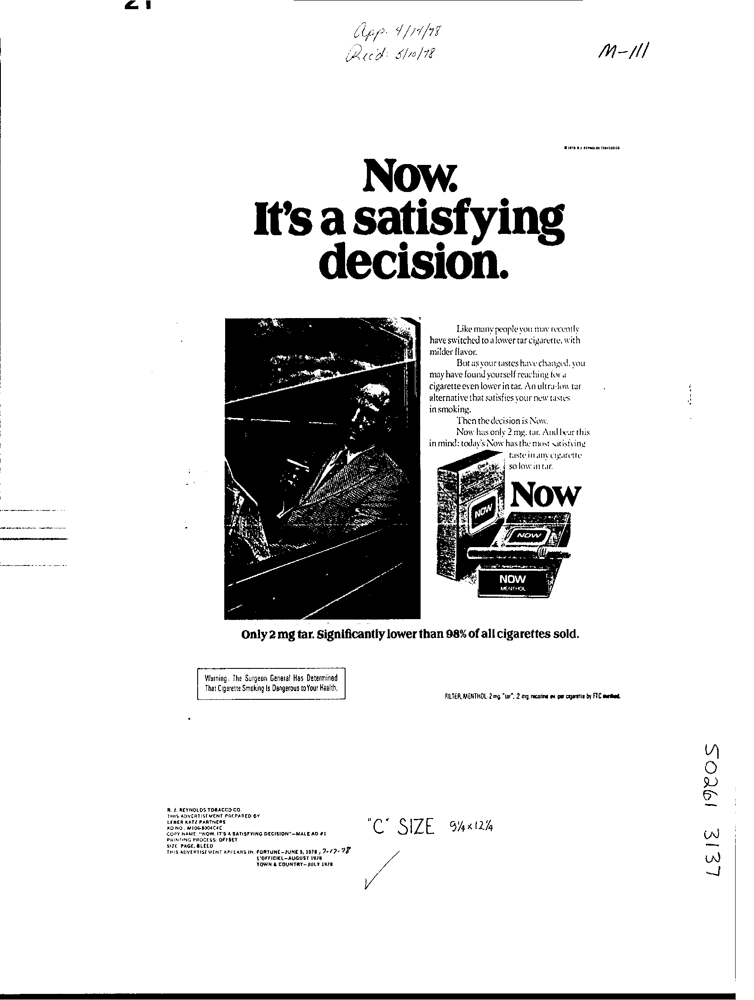 21
App. 4/14/78
Rec'd: 5/10/78
M-111
Now.
It's a satisfying
decision.
Like many people you may recently
have switched to a lower tar cigarette, with
milder flavor.
But as your tastes have changed, you
may have found yourself reaching for a
cigarette even lower in tar. An ultra-low tar
alternative that satisfies your new tastes
in smoking.
Then the decision is Now.
Now has only 2 mg. tar. And bear this
in mind: today's Now has the most satisfying
taste in any cigarette
so low in tar.
Now
NOW
NOW
NOW
MENTHOL
Only 2 mg tar. Significantly lower than 98% of all cigarettes sold.
Warning: The Surgeon General Has Determined
That Cigarette Smoking Is Dangerous to Your Health.
FILTER, MENTHOL: 2 mg. "tar", .2 mg. nicotine av. per cigarette by FTC method.
R. J. REYNOLDS TOBACCO CO.
THIS ADVERTISEMENT PREPARED BY
LEBER KATZ PARTNERS
AD NO.
COPY NAME: "NOW. IT'S A SATISFYING DECISION"—MALE AD #1
PRINTING PROCESS: OFFSET
SIZE: PAGE, BLEED
THIS ADVERTISEMENT APPEARS IN: FORTUNE—JUNE 5, 1978, 7-17-78
L'OFFICIEL—AUGUST 1978
TOWN & COUNTRY—JULY 1978
"C" SIZE 9¼ x 12¼
50261 3137